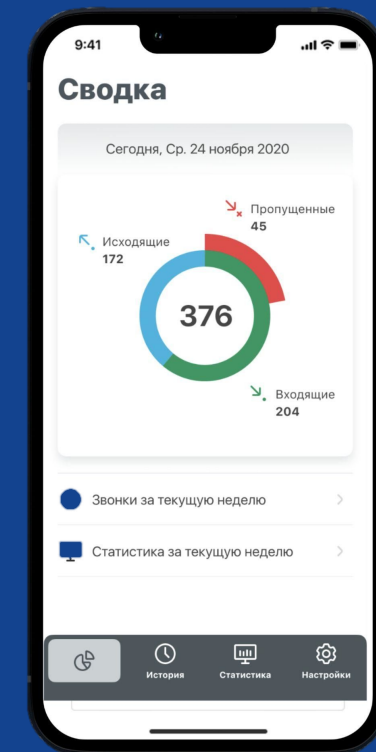 9:41
Сводка
Сегодня, Ср. 24 ноября 2020
Пропущенные
45
Исходящие
172
376
Входящие
204
Звонки за текущую неделю
Статистика за текущую неделю
История
Статистика
Настройки